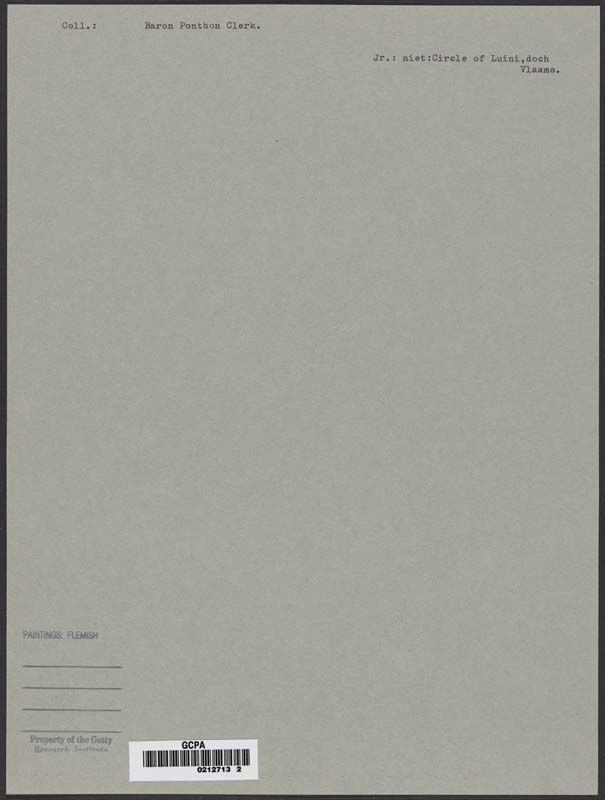 Coll.: Baron Ponthon Clerk.
Jr.: niet:Circle of Luini,doch
Vlaams.
PAINTINGS: FLEMISH
Property of the Getty
Research Institute
GCPA
0212713 2